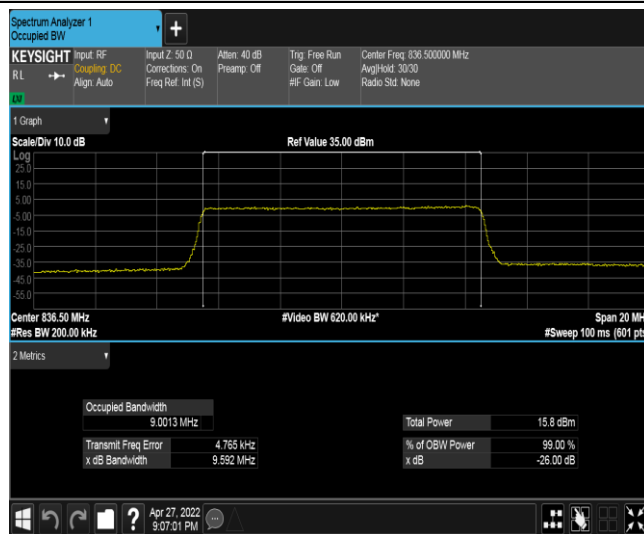 Spectrum Analyzer 1
Occupied BW
+
KEYSIGHT Input: RF Input Z: 50 Ω Atten: 40 dB Trig: Free Run Center Freq: 836.500000 MHz
RL Coupling: DC Corrections: On Preamp: Off Gate: Off Avg|Hold: 30/30
Align: Auto Freq Ref: Int (S) #IF Gain: Low Radio Std: None
1 Graph
Scale/Div 10.0 dB Ref Value 35.00 dBm
Log
25.0
15.0
5.00
-5.00
-15.0
-25.0
-35.0
-45.0
-55.0
Center 836.50 MHz #Video BW 620.00 kHz* Span 20 MH
#Res BW 200.00 kHz #Sweep 100 ms (601 pts
2 Metrics
Occupied Bandwidth
9.0013 MHz Total Power 15.8 dBm
Transmit Freq Error 4.765 kHz % of OBW Power 99.00 %
x dB Bandwidth 9.592 MHz x dB -26.00 dB
? Apr 27, 2022
9:07:01 PM